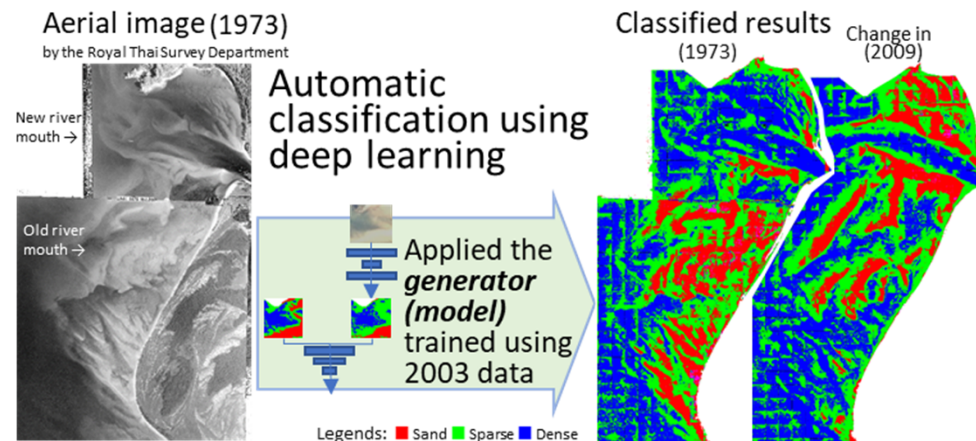 Aerial image (1973)
by the Royal Thai Survey Department
New river
mouth →
Old river
mouth →
Automatic
classification using
deep learning
Applied the
generator
(model)
trained using
2003 data
Classified results
(1973)
Change in
(2009)
Legends: Sand Sparse Dense